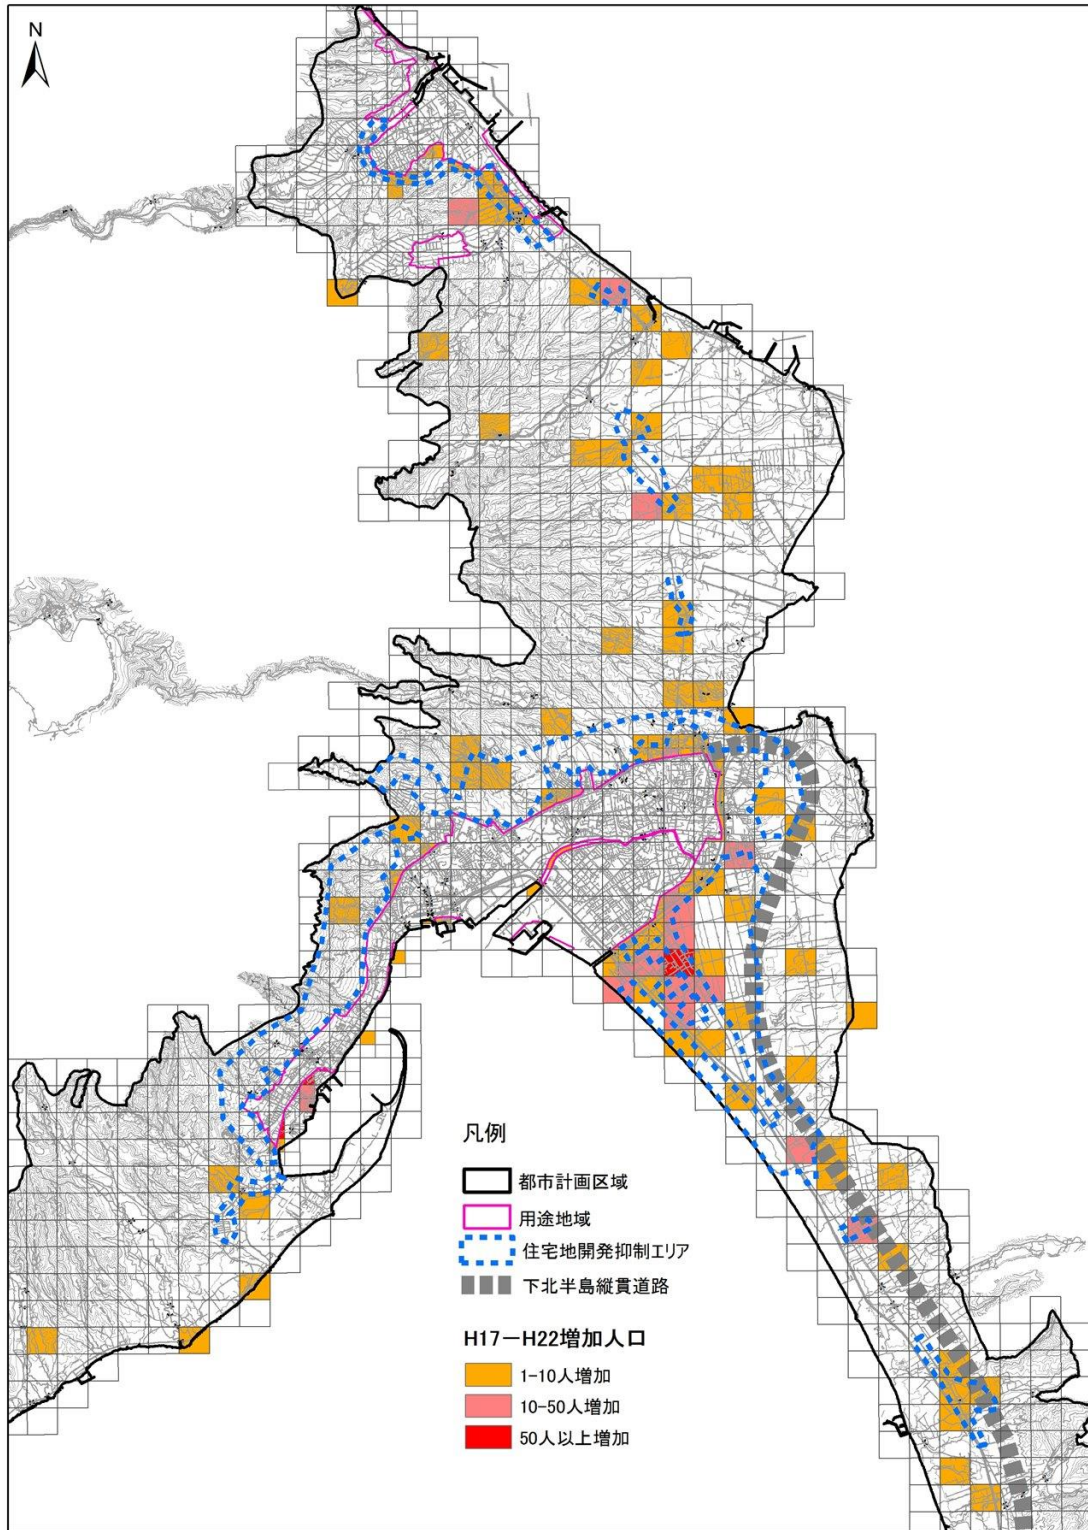 N
凡例
都市計画区域
用途地域
住宅地開発抑制エリア
下北半島縦貫道路
H17－H22増加人口
1-10人増加
10-50人増加
50人以上増加